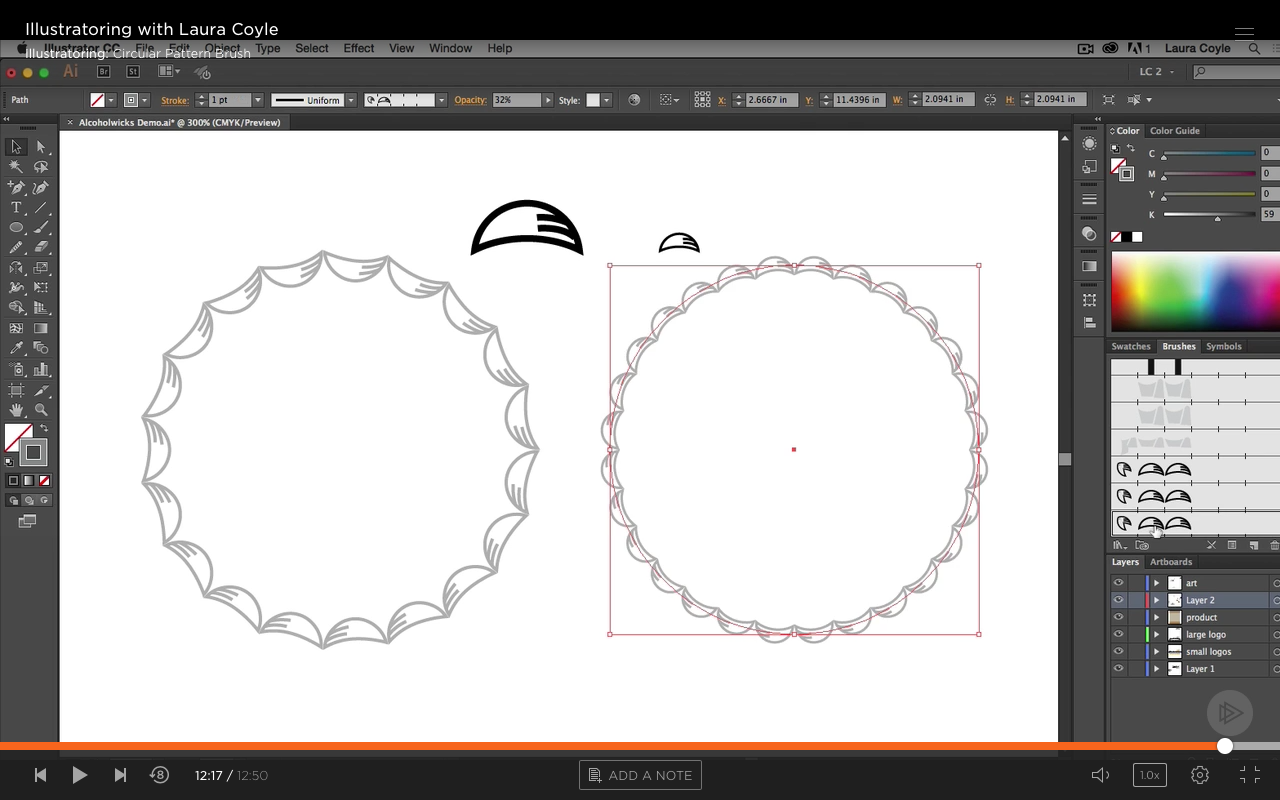 Illustratoring with Laura Coyle
Illustrator CC File Edit Object Type Select Effect View Window Help 1 Laura Coyle
Illustratoring: Circular Pattern Brush
Ai Br St LC 2
Path Stroke: 1 pt Uniform Opacity: 32% Style: X: 2.6667 in Y: 11.4396 in W: 2.0941 in H: 2.0941 in
× Alcoholwicks Demo.ai* @ 300% (CMYK/Preview)
Color Color Guide
C 0
M 0
Y 0
K 59
Swatches Brushes Symbols
Layers Artboards
art
Layer 2
product
large logo
small logos
Layer 1
8 12:17 / 12:50 ADD A NOTE 1.0x